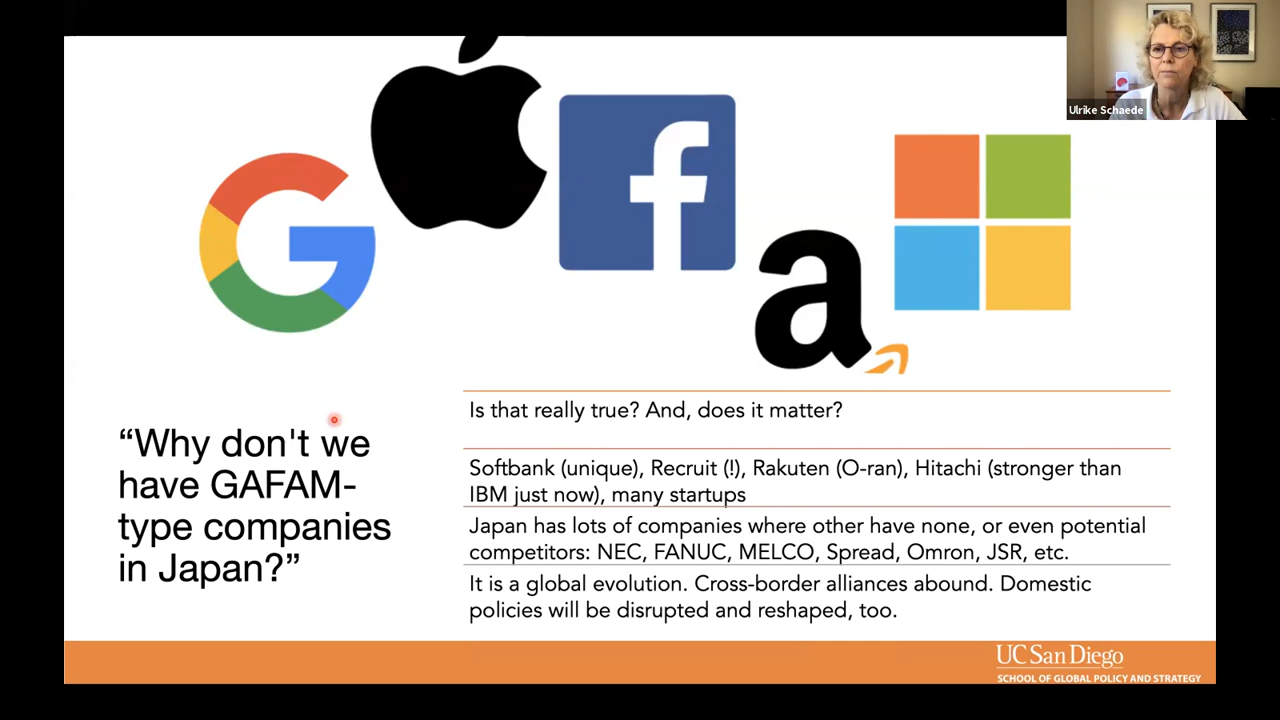 Ulrike Schaede
“Why don't we
have GAFAM-
type companies
in Japan?”
Is that really true? And, does it matter?
Softbank (unique), Recruit (!), Rakuten (O-ran), Hitachi (stronger than
IBM just now), many startups
Japan has lots of companies where other have none, or even potential
competitors: NEC, FANUC, MELCO, Spread, Omron, JSR, etc.
It is a global evolution. Cross-border alliances abound. Domestic
policies will be disrupted and reshaped, too.
UC San Diego
SCHOOL OF GLOBAL POLICY AND STRATEGY